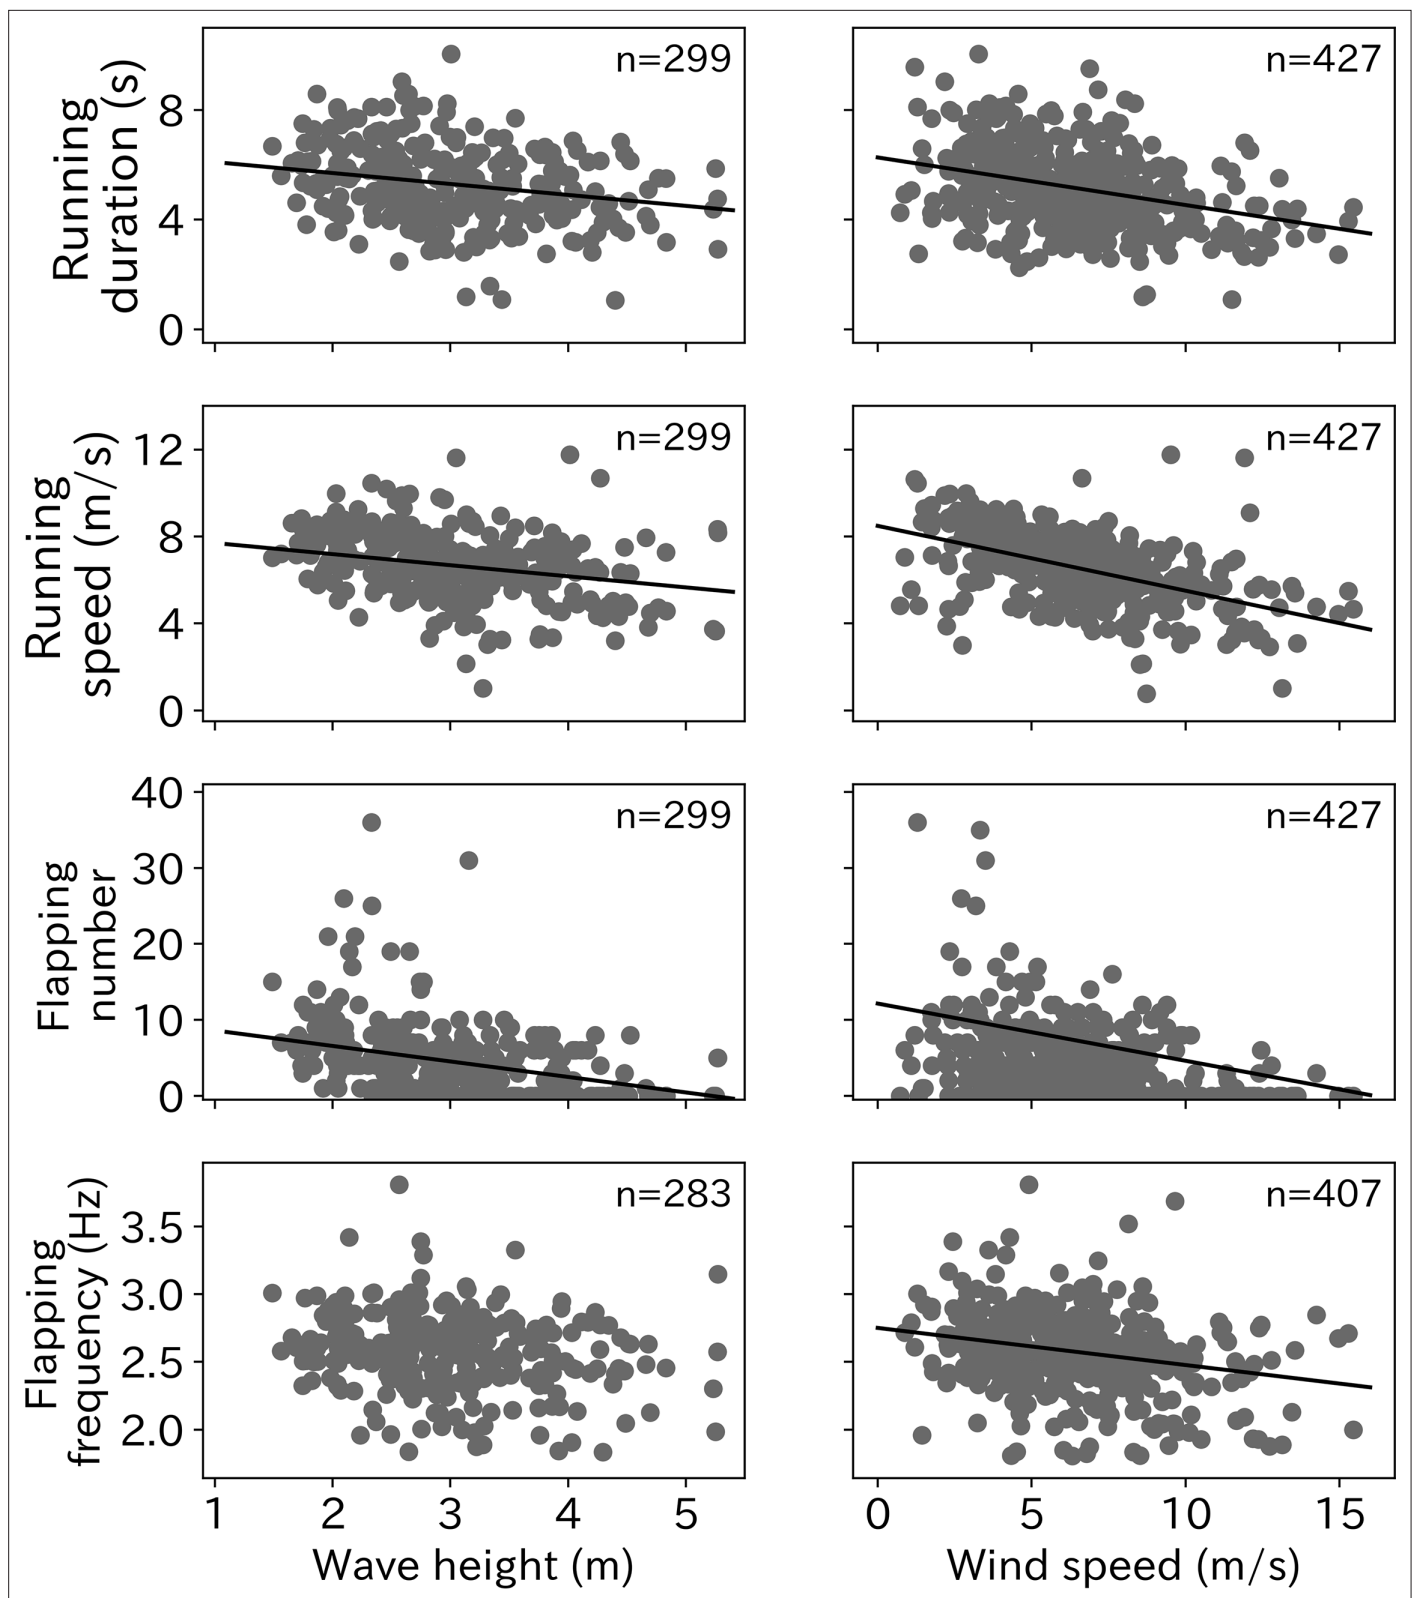 Running
duration (s)
8
4
0
n=299
n=427
Running
speed (m/s)
12
8
4
0
n=299
n=427
Flapping
number
40
30
20
10
0
n=299
n=427
Flapping
frequency (Hz)
3.5
3.0
2.5
2.0
n=283
n=407
1 2 3 4 5
0 5 10 15
Wave height (m)
Wind speed (m/s)